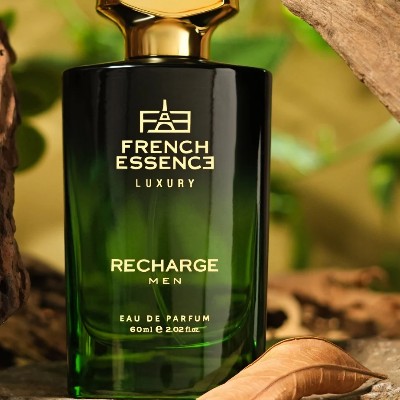 FRENCH
ESSENCE
LUXURY
RECHARGE
MEN
EAU DE PARFUM
60ml e 2.02 fl.oz.